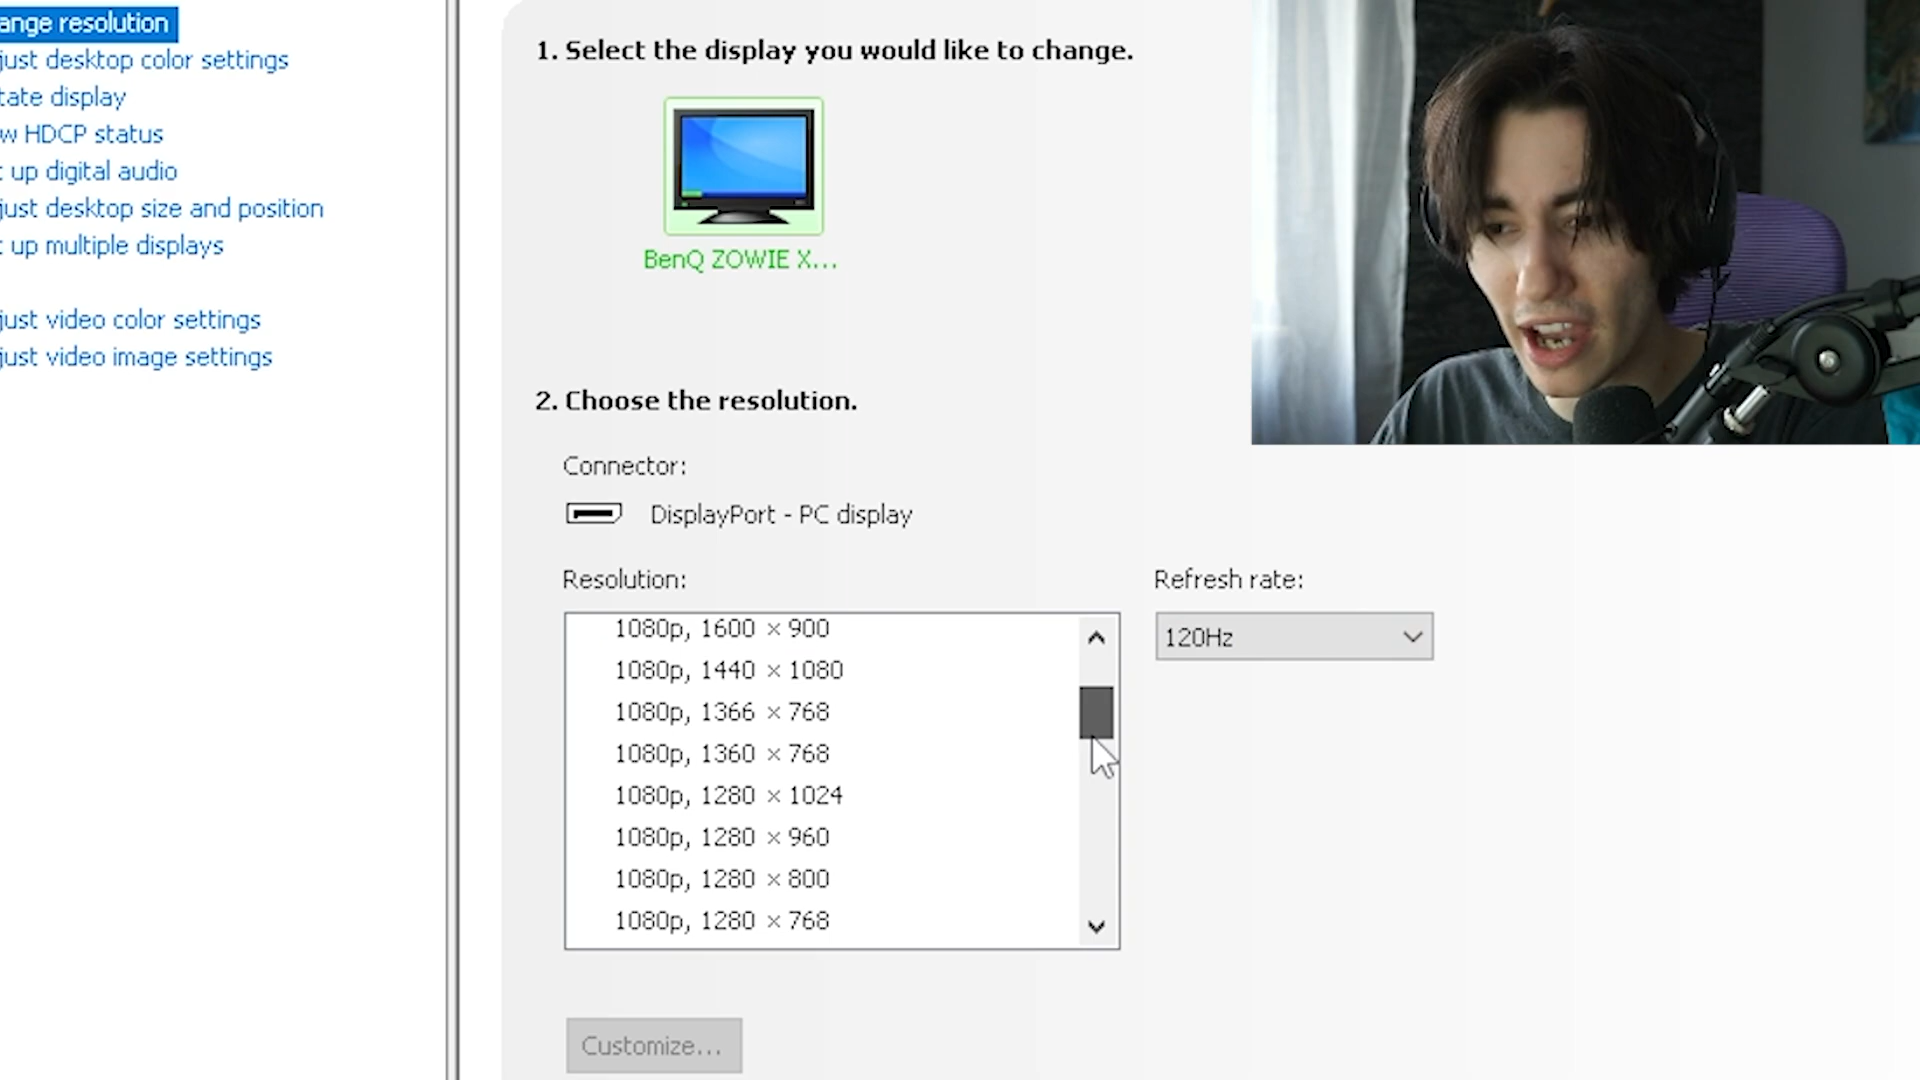 ange resolution
just desktop color settings
tate display
w HDCP status
t up digital audio
just desktop size and position
t up multiple displays
just video color settings
just video image settings
1. Select the display you would like to change.
BenQ ZOWIE X...
2. Choose the resolution.
Connector:
DisplayPort - PC display
Resolution:
Refresh rate:
1080p, 1600 × 900
1080p, 1440 × 1080
1080p, 1366 × 768
1080p, 1360 × 768
1080p, 1280 × 1024
1080p, 1280 × 960
1080p, 1280 × 800
1080p, 1280 × 768
120Hz
Customize...